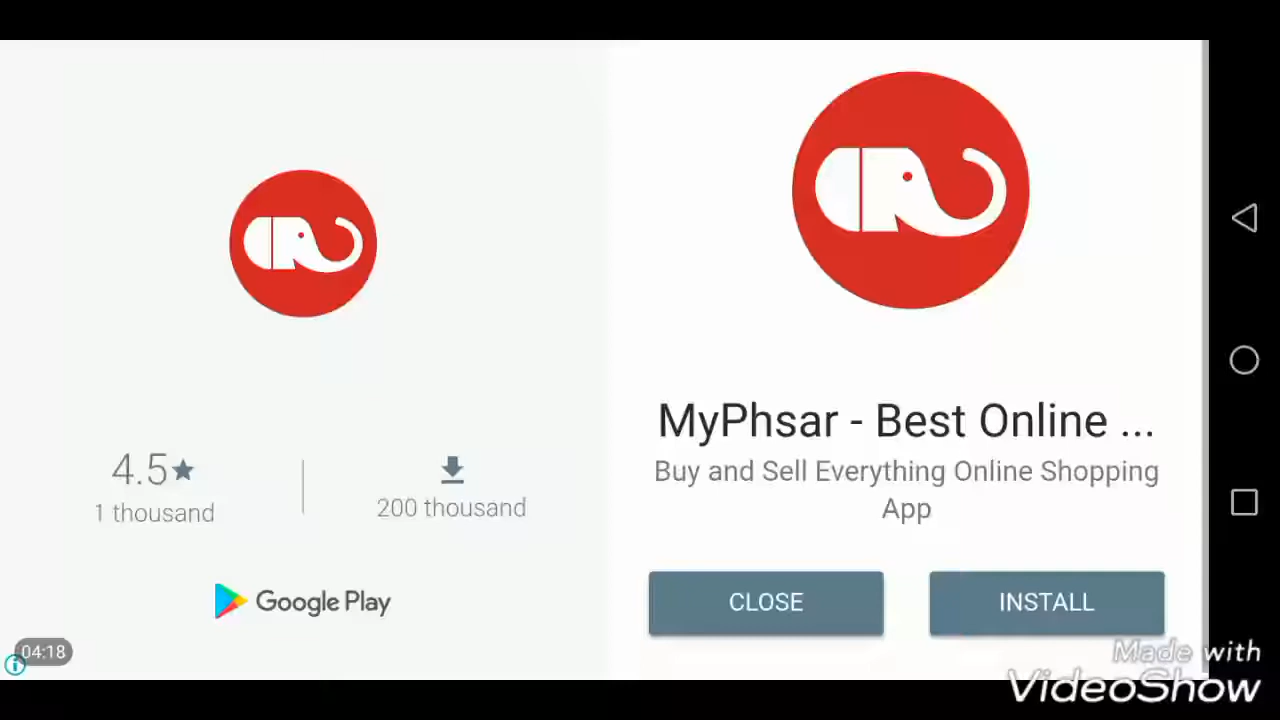 4.5★
1 thousand
200 thousand
Google Play
04:18
MyPhsar - Best Online ...
Buy and Sell Everything Online Shopping
App
CLOSE
INSTALL
Made with
VideoShow